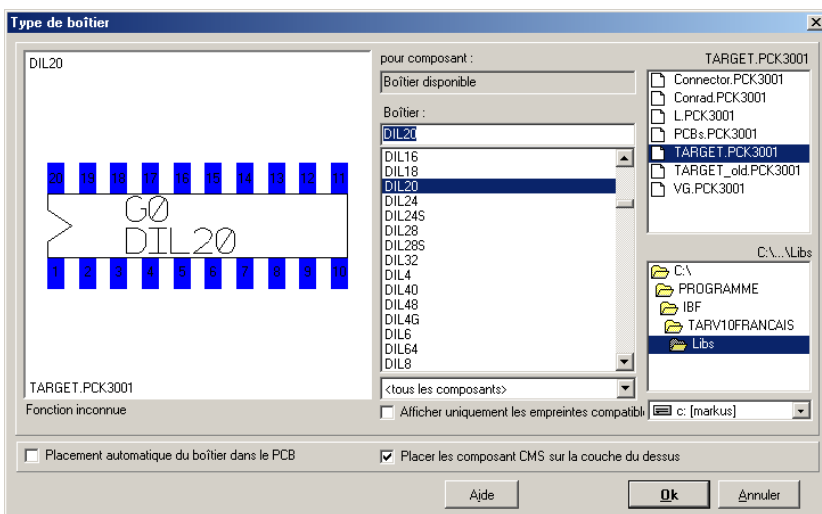 Type de boîtier
DIL20
20 19 18 17 16 15 14 13 12 11
G0
DIL20
1 2 3 4 5 6 7 8 9 10
TARGET.PCK3001
Fonction inconnue
pour composant :
Boîtier disponible
Boîtier :
DIL20
DIL16
DIL18
DIL20
DIL24
DIL24S
DIL28
DIL28S
DIL32
DIL4
DIL40
DIL48
DIL4G
DIL6
DIL64
DIL8
<tous les composants>
Afficher uniquement les empreintes compatibl
TARGET.PCK3001
Connector.PCK3001
Conrad.PCK3001
L.PCK3001
PCBs.PCK3001
TARGET.PCK3001
TARGET_old.PCK3001
VG.PCK3001
C:\...\Libs
C:\
PROGRAMME
IBF
TARV10FRANCAIS
Libs
c: [markus]
Placement automatique du boîtier dans le PCB
Placer les composant CMS sur la couche du dessus
Aide
Ok
Annuler